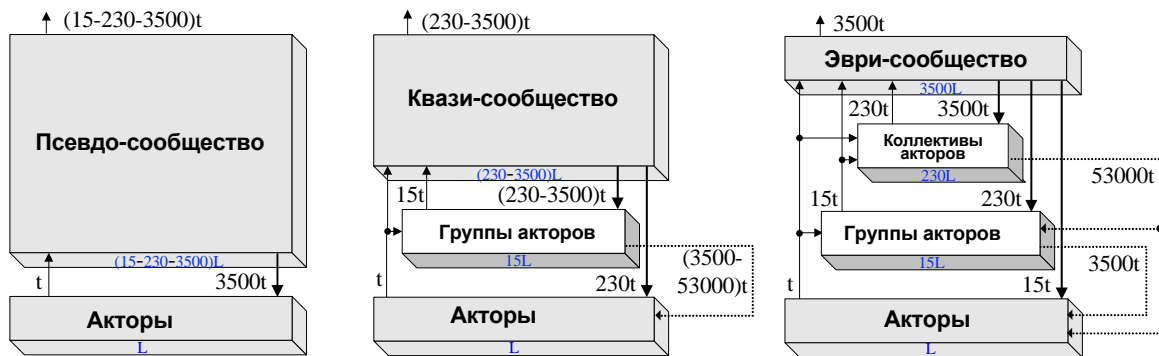 (15-230-3500)t
Псевдо-сообщество
(15-230-3500)L
t
3500t
Акторы
L
(230-3500)t
Квази-сообщество
(230-3500)L
15t
(230-3500)t
Группы акторов
15L
(3500-
53000)t
t
230t
Акторы
L
3500t
Эври-сообщество
3500L
230t
3500t
Коллективы
акторов
230L
53000t
15t
230t
Группы акторов
15L
3500t
t
15t
Акторы
L